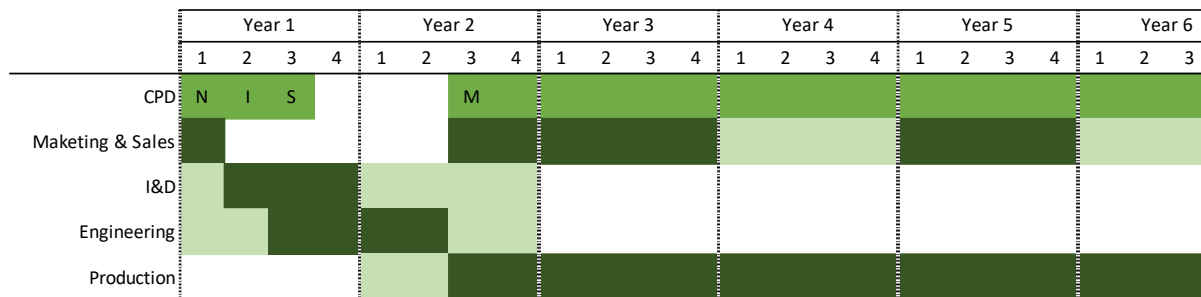 Year 1 Year 2 Year 3 Year 4 Year 5 Year 6
1 2 3 4 1 2 3 4 1 2 3 4 1 2 3 4 1 2 3 4 1 2 3
CPD N I S M
Maketing & Sales
I&D
Engineering
Production